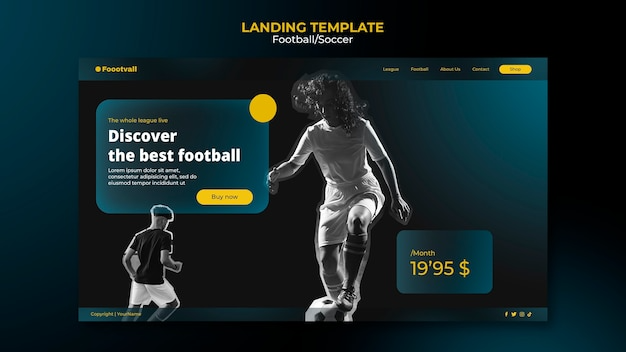 LANDING TEMPLATE
Football/Soccer
Foootvall
League Football About Us Contact Shop
The whole league live
Discover
the best football
Lorem ipsum dolor sit amet,
consectetur adipiscing elit, sed do
eiusmod tempor incididunt ut
Buy now
/Month
19'95 $
Copyright | YourName